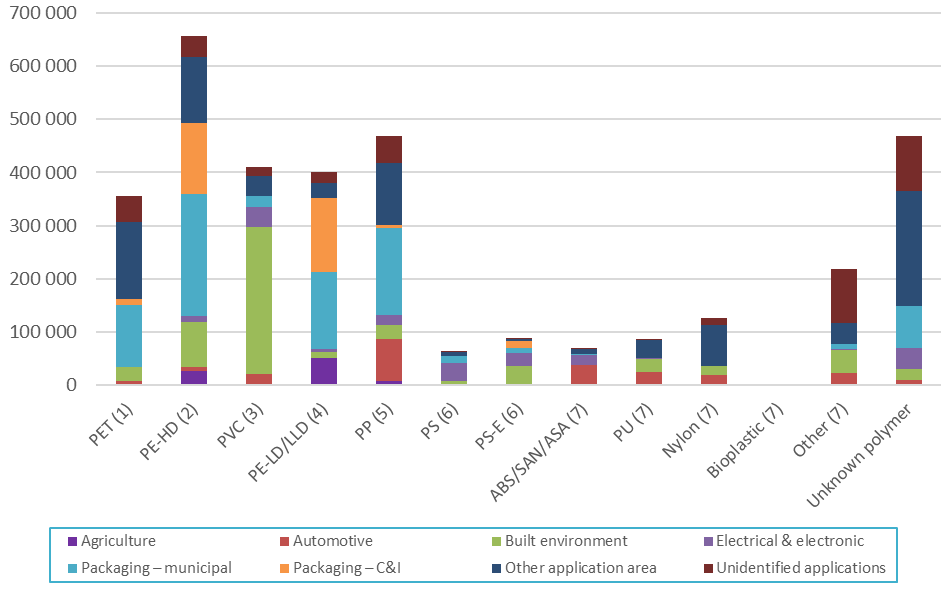 700 000
600 000
500 000
400 000
300 000
200 000
100 000
0
PET (1)
PE-HD (2)
PVC (3)
PE-LD/LLD (4)
PP (5)
PS (6)
PS-E (6)
ABS/SAN/ASA (7)
PU (7)
Nylon (7)
Bioplastic (7)
Other (7)
Unknown polymer
Agriculture Automotive Built environment Electrical & electronic
Packaging – municipal Packaging – C&I Other application area Unidentified applications